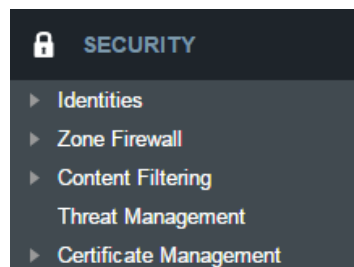 SECURITY
Identities
Zone Firewall
Content Filtering
Threat Management
Certificate Management